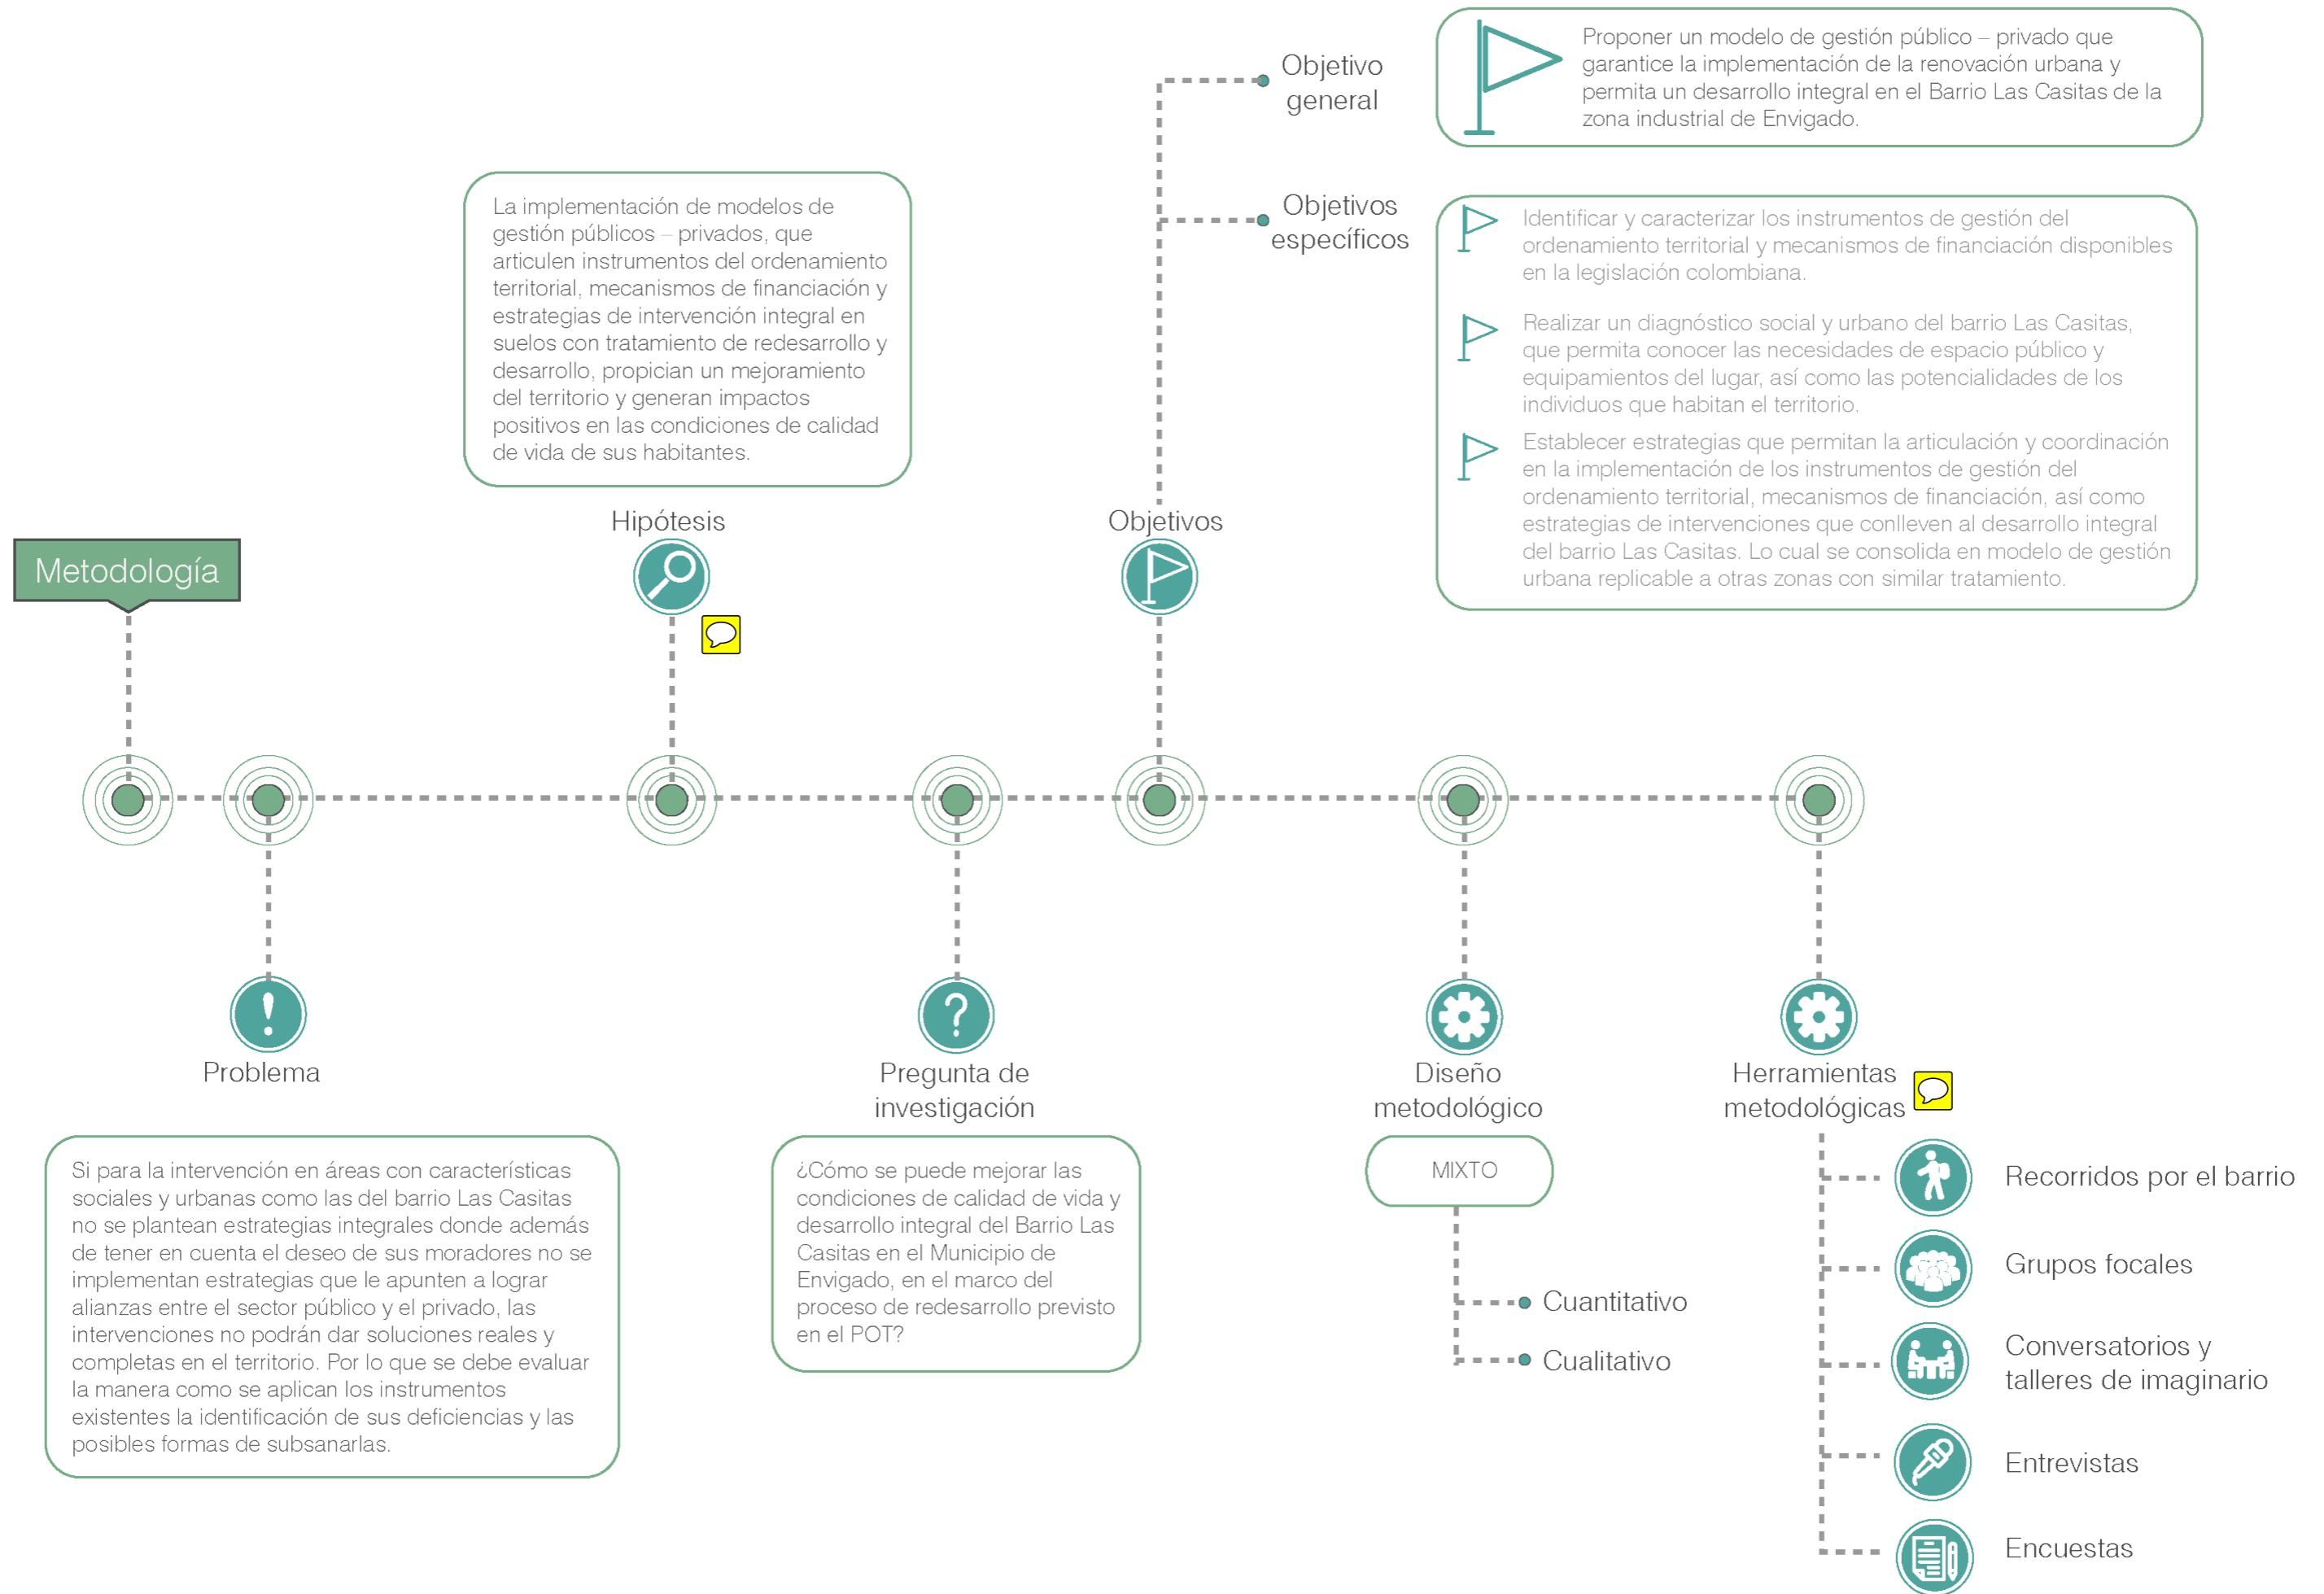 Metodología
Problema
Si para la intervención en áreas con características
sociales y urbanas como las del barrio Las Casitas
no se plantean estrategias integrales donde además
de tener en cuenta el deseo de sus moradores no se
implementan estrategias que le apunten a lograr
alianzas entre el sector público y el privado, las
intervenciones no podrán dar soluciones reales y
completas en el territorio. Por lo que se debe evaluar
la manera como se aplican los instrumentos
existentes la identificación de sus deficiencias y las
posibles formas de subsanarlas.
La implementación de modelos de
gestión públicos – privados, que
articulen instrumentos del ordenamiento
territorial, mecanismos de financiación y
estrategias de intervención integral en
suelos con tratamiento de redesarrollo y
desarrollo, propician un mejoramiento
del territorio y generan impactos
positivos en las condiciones de calidad
de vida de sus habitantes.
Hipótesis
Pregunta de
investigación
¿Cómo se puede mejorar las
condiciones de calidad de vida y
desarrollo integral del Barrio Las
Casitas en el Municipio de
Envigado, en el marco del
proceso de redesarrollo previsto
en el POT?
Objetivos
Objetivo
general
Proponer un modelo de gestión público – privado que
garantice la implementación de la renovación urbana y
permita un desarrollo integral en el Barrio Las Casitas de la
zona industrial de Envigado.
Objetivos
específicos
Identificar y caracterizar los instrumentos de gestión del
ordenamiento territorial y mecanismos de financiación disponibles
en la legislación colombiana.
Realizar un diagnóstico social y urbano del barrio Las Casitas,
que permita conocer las necesidades de espacio público y
equipamientos del lugar, así como las potencialidades de los
individuos que habitan el territorio.
Establecer estrategias que permitan la articulación y coordinación
en la implementación de los instrumentos de gestión del
ordenamiento territorial, mecanismos de financiación, así como
estrategias de intervenciones que conlleven al desarrollo integral
del barrio Las Casitas. Lo cual se consolida en modelo de gestión
urbana replicable a otras zonas con similar tratamiento.
Diseño
metodológico
MIXTO
Cuantitativo
Cualitativo
Herramientas
metodológicas
Recorridos por el barrio
Grupos focales
Conversatorios y
talleres de imaginario
Entrevistas
Encuestas